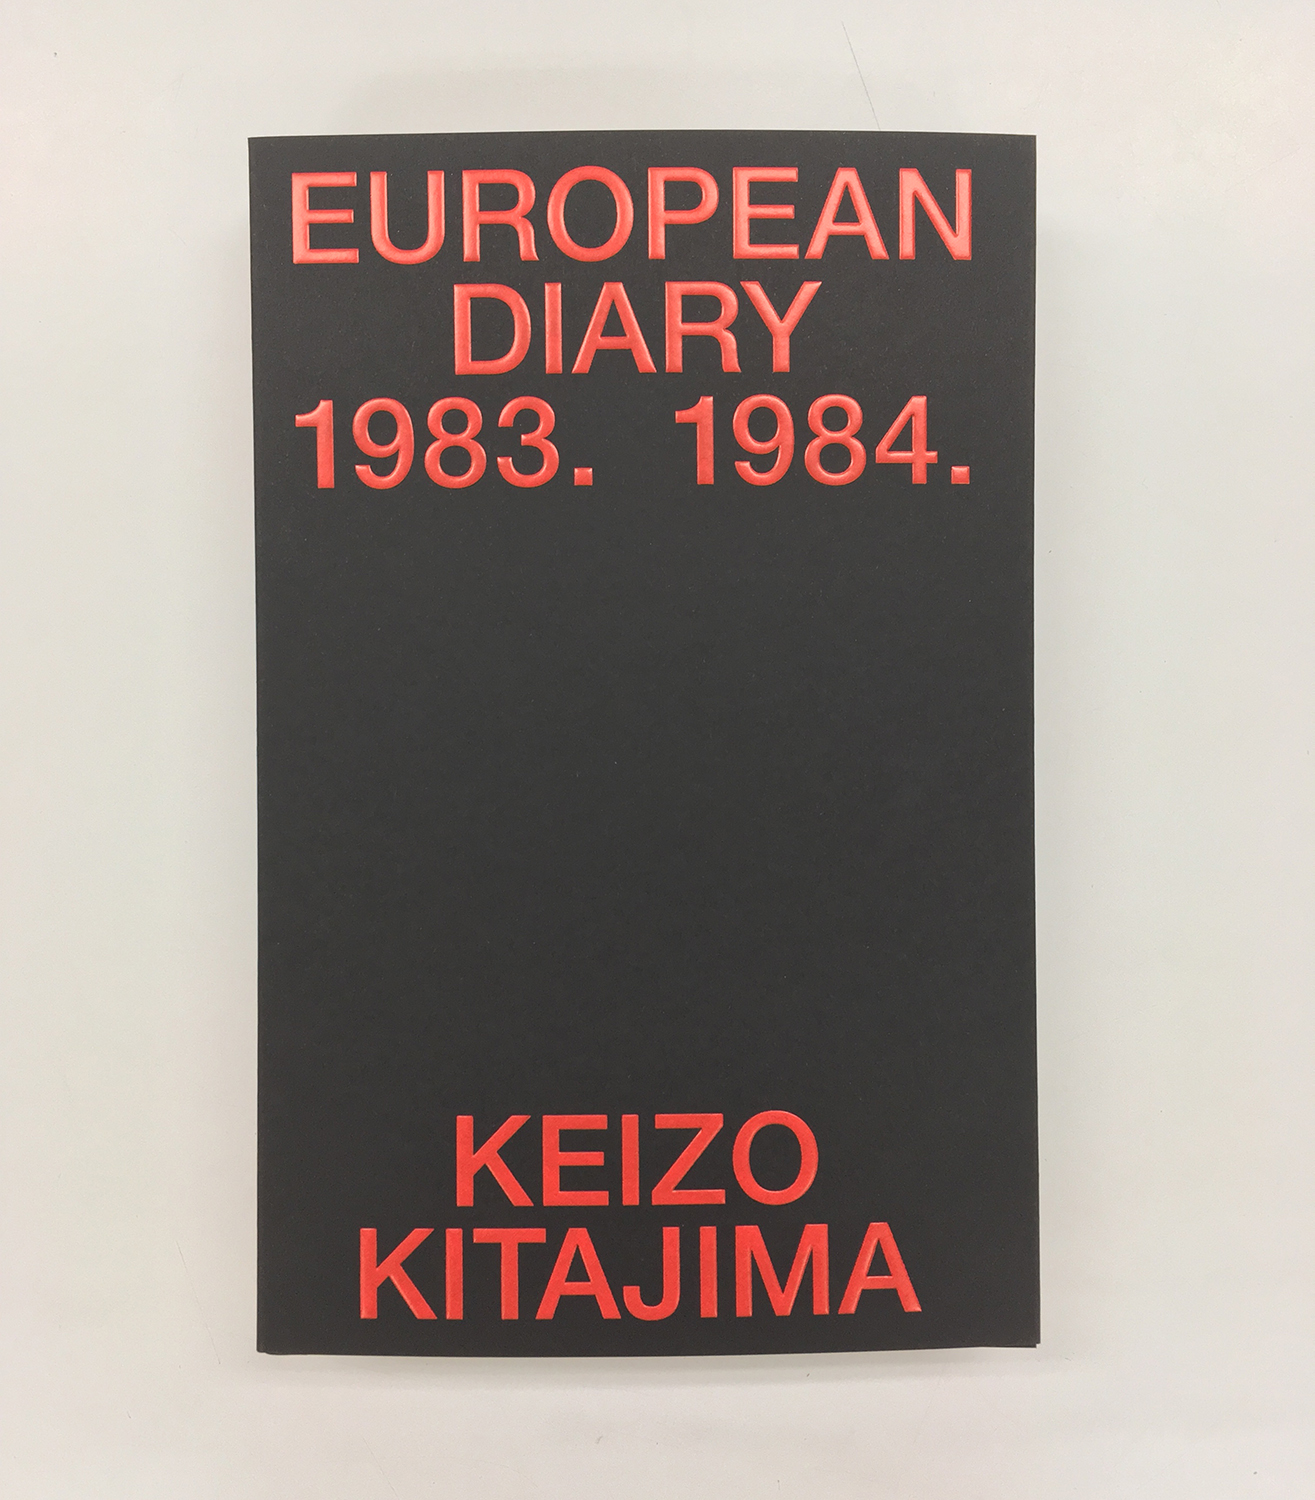 EUROPEAN
DIARY
1983. 1984.
KEIZO
KITAJIMA